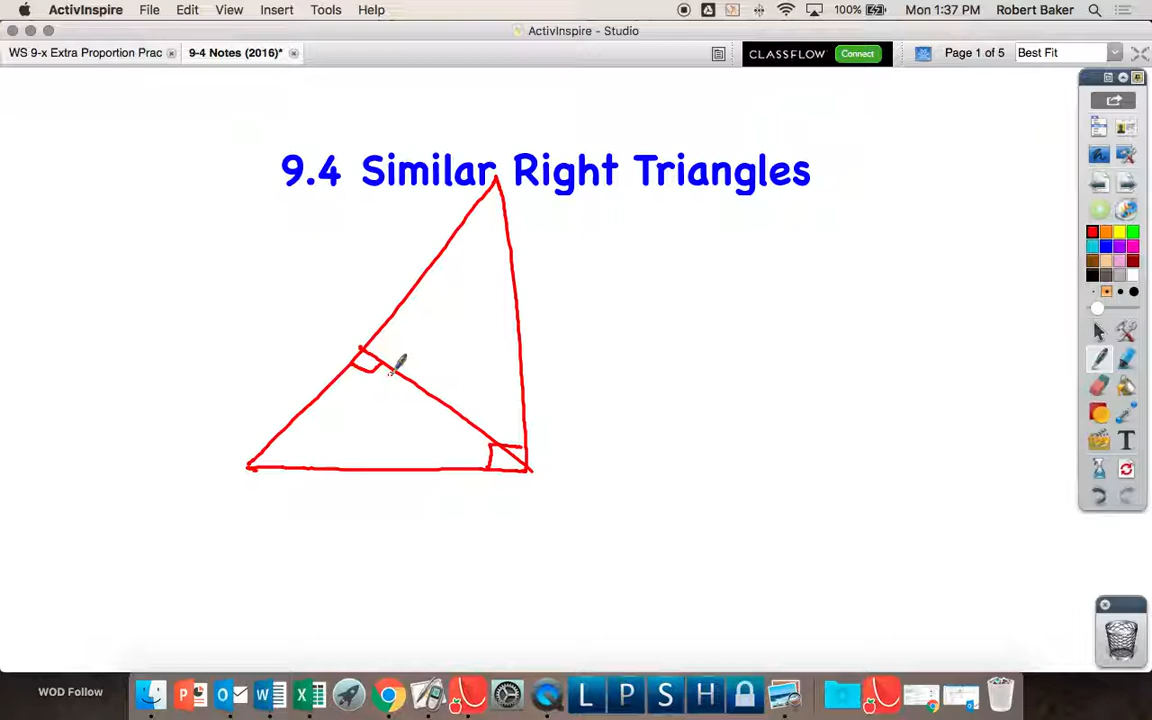 ActivInspire File Edit View Insert Tools Help 100% Mon 1:37 PM Robert Baker
ActivInspire - Studio
WS 9-x Extra Proportion Prac 9-4 Notes (2016)* CLASSFLOW Connect Page 1 of 5 Best Fit
9.4 Similar Right Triangles
T
WOD Follow L P S H